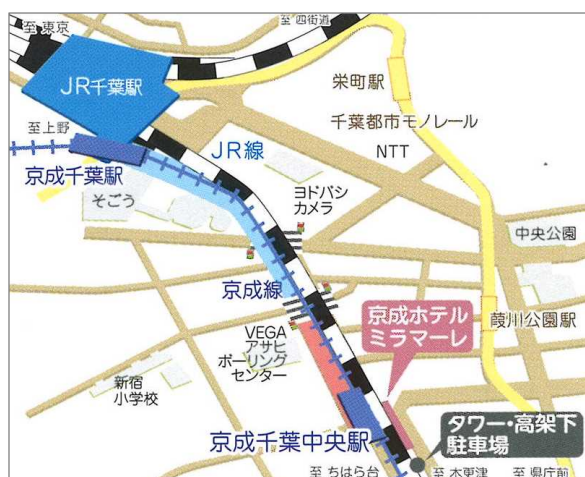 至 東京
至 四街道
JR千葉駅
栄町駅
千葉都市モノレール
至上野
JR線
NTT
京成千葉駅
ヨドバシ
カメラ
そごう
中央公園
京成線
京成ホテル
ミラマーレ
葭川公園駅
VEGA
アサヒ
ボーリング
センター
新宿
小学校
タワー・高架下
駐車場
京成千葉中央駅
至 ちはら台
至 木更津
至 県庁前